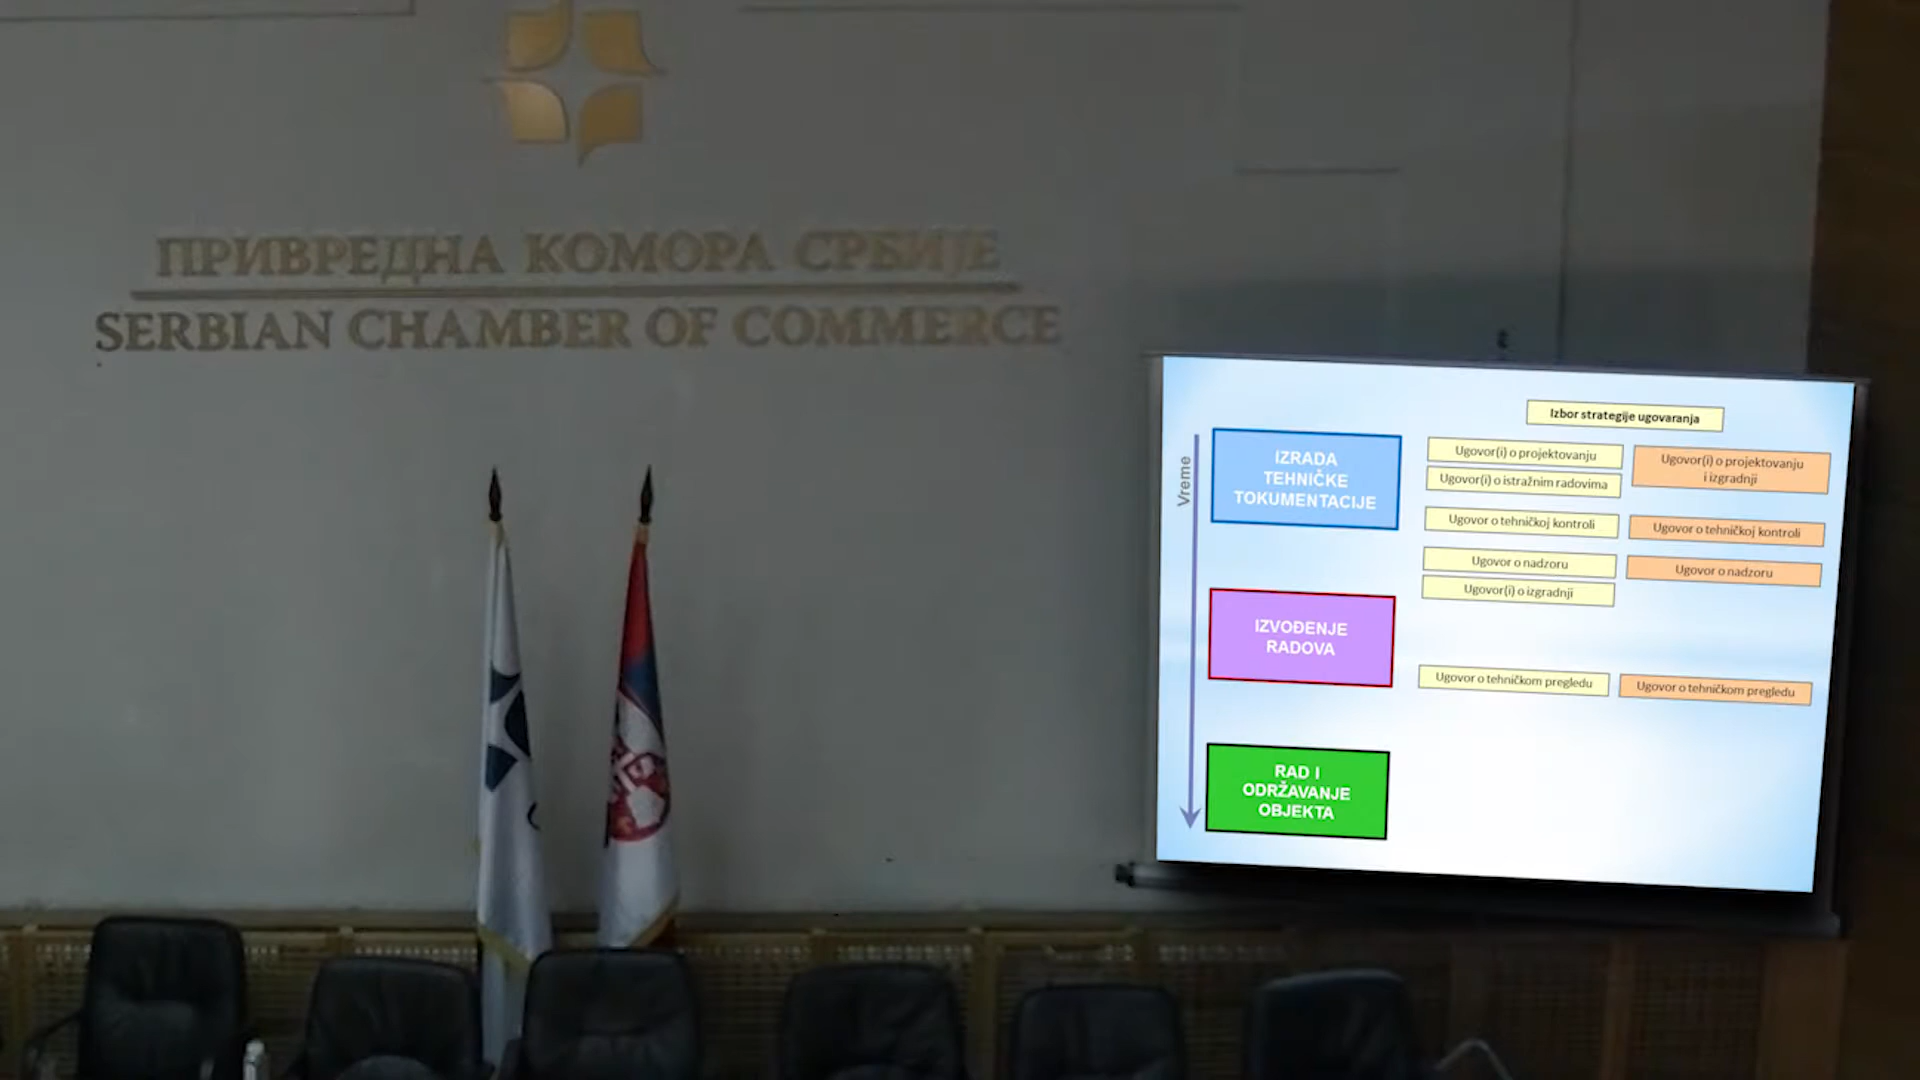 ПРИВРЕДНА КОМОРА СРБИЈЕ
SERBIAN CHAMBER OF COMMERCE
Izbor strategije ugovaranja
Vreme
IZRADA
TEHNIČKE
TOKUMENTACIJE
Ugovor(i) o projektovanju
Ugovor(i) o istražnim radovima
Ugovor(i) o projektovanju
i izgradnji
Ugovor o tehničkoj kontroli
Ugovor o tehničkoj kontroli
Ugovor o nadzoru
Ugovor o nadzoru
Ugovor(i) o izgradnji
IZVOĐENJE
RADOVA
Ugovor o tehničkom pregledu
Ugovor o tehničkom pregledu
RAD I
ODRŽAVANJE
OBJEKTA